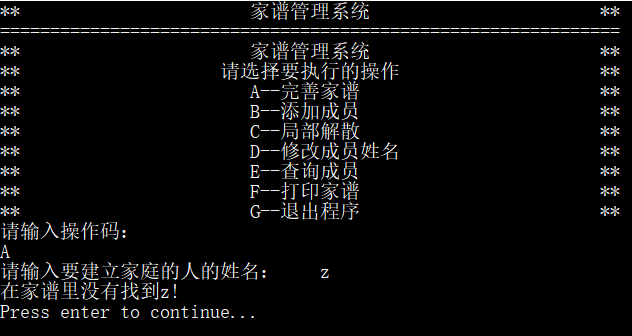 ** 家谱管理系统 **
==============================================================
** 家谱管理系统 **
** 请选择要执行的操作 **
** A--完善家谱 **
** B--添加成员 **
** C--局部解散 **
** D--修改成员姓名 **
** E--查询成员 **
** F--打印家谱 **
** G--退出程序 **
请输入操作码：
A
请输入要建立家庭的人的姓名： z
在家谱里没有找到z!
Press enter to continue...